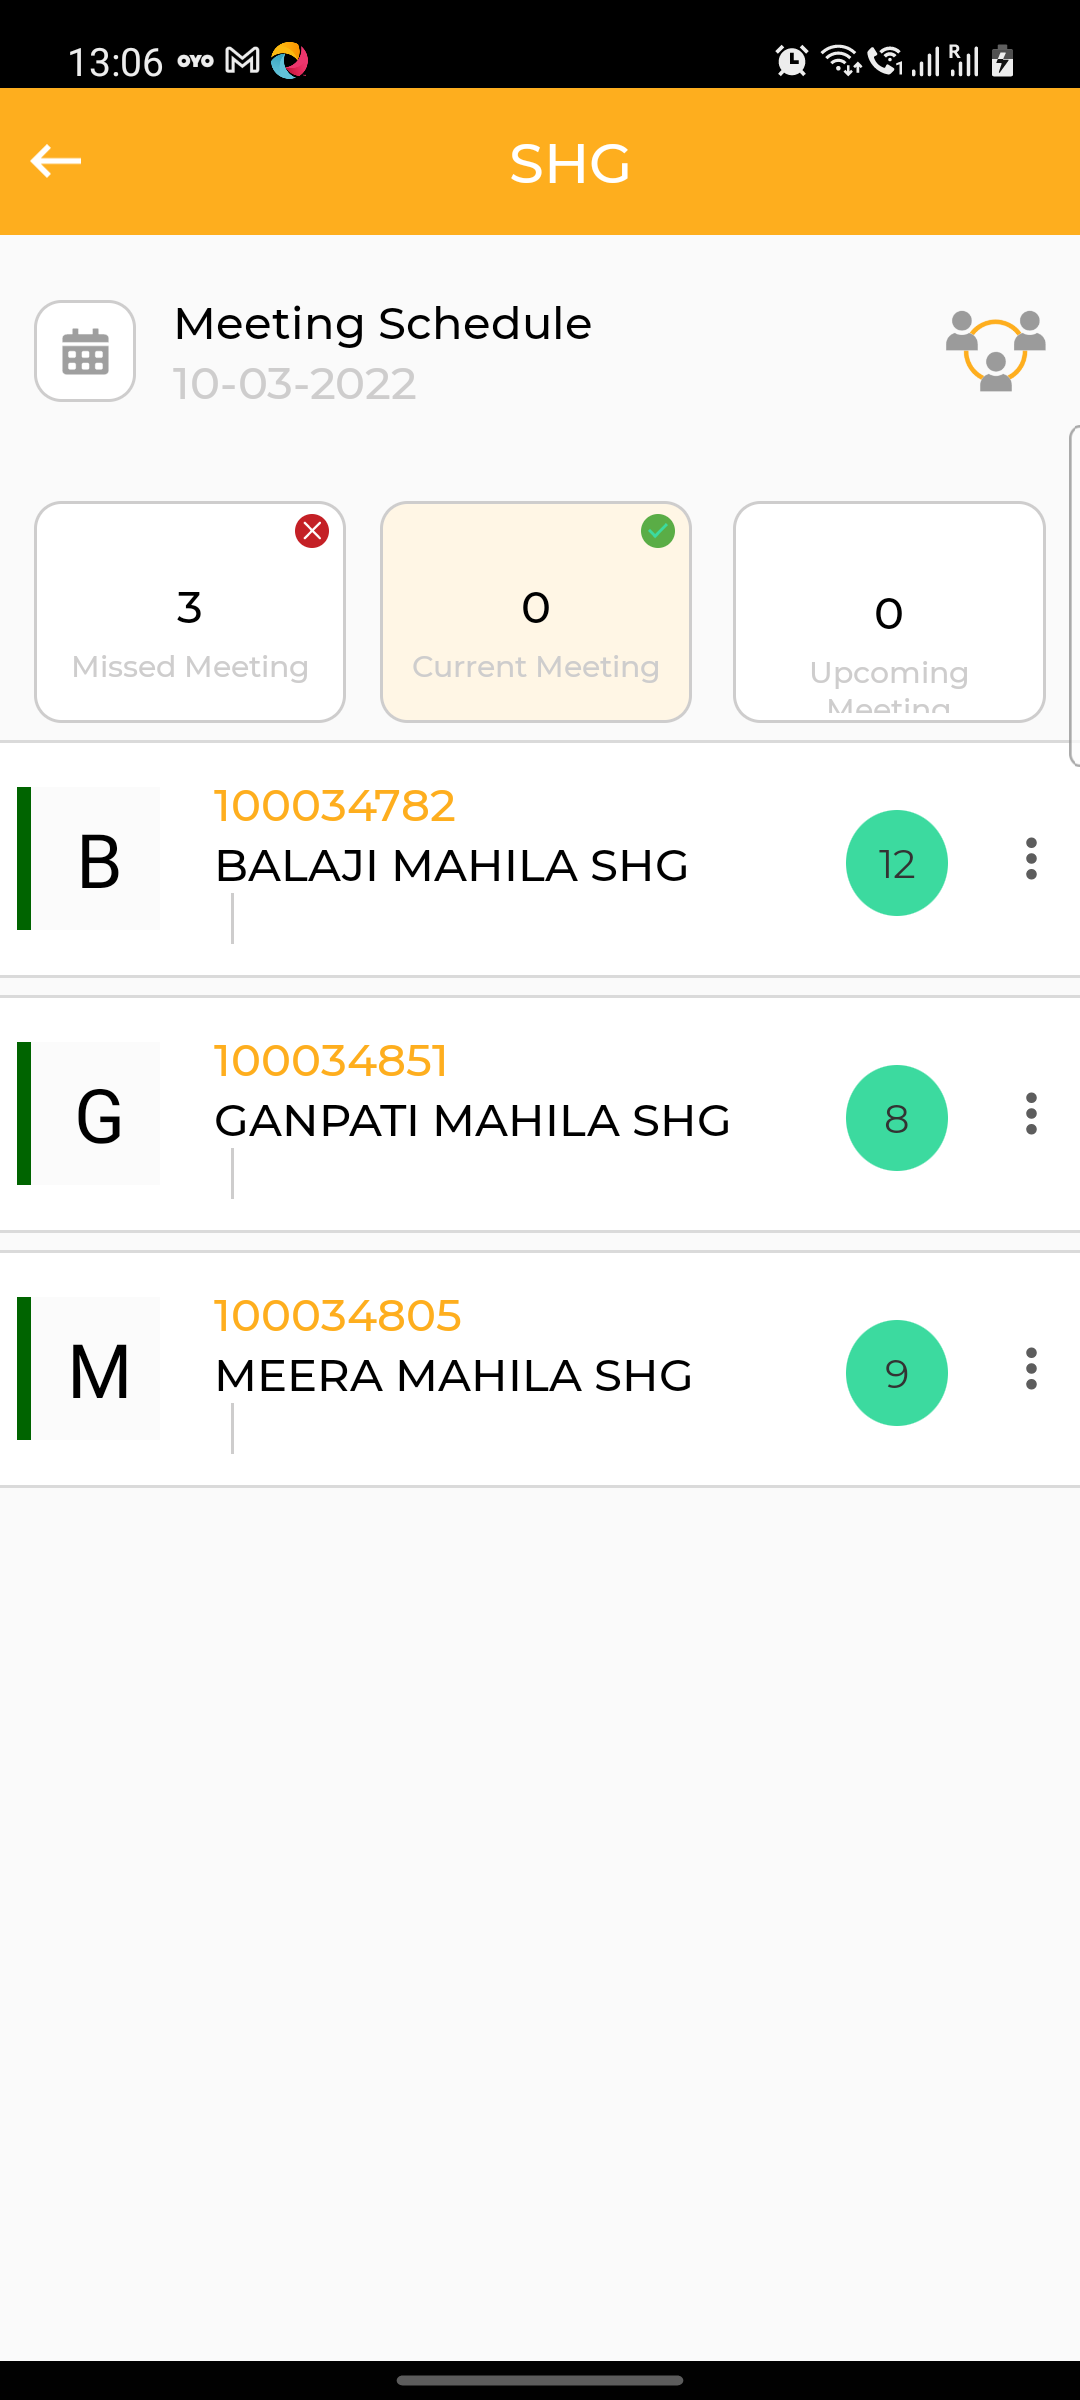 13:06 OYO
R
1
SHG
Meeting Schedule
10-03-2022
3
Missed Meeting
0
Current Meeting
0
Upcoming
Meeting
B
100034782
BALAJI MAHILA SHG
12
G
100034851
GANPATI MAHILA SHG
8
M
100034805
MEERA MAHILA SHG
9